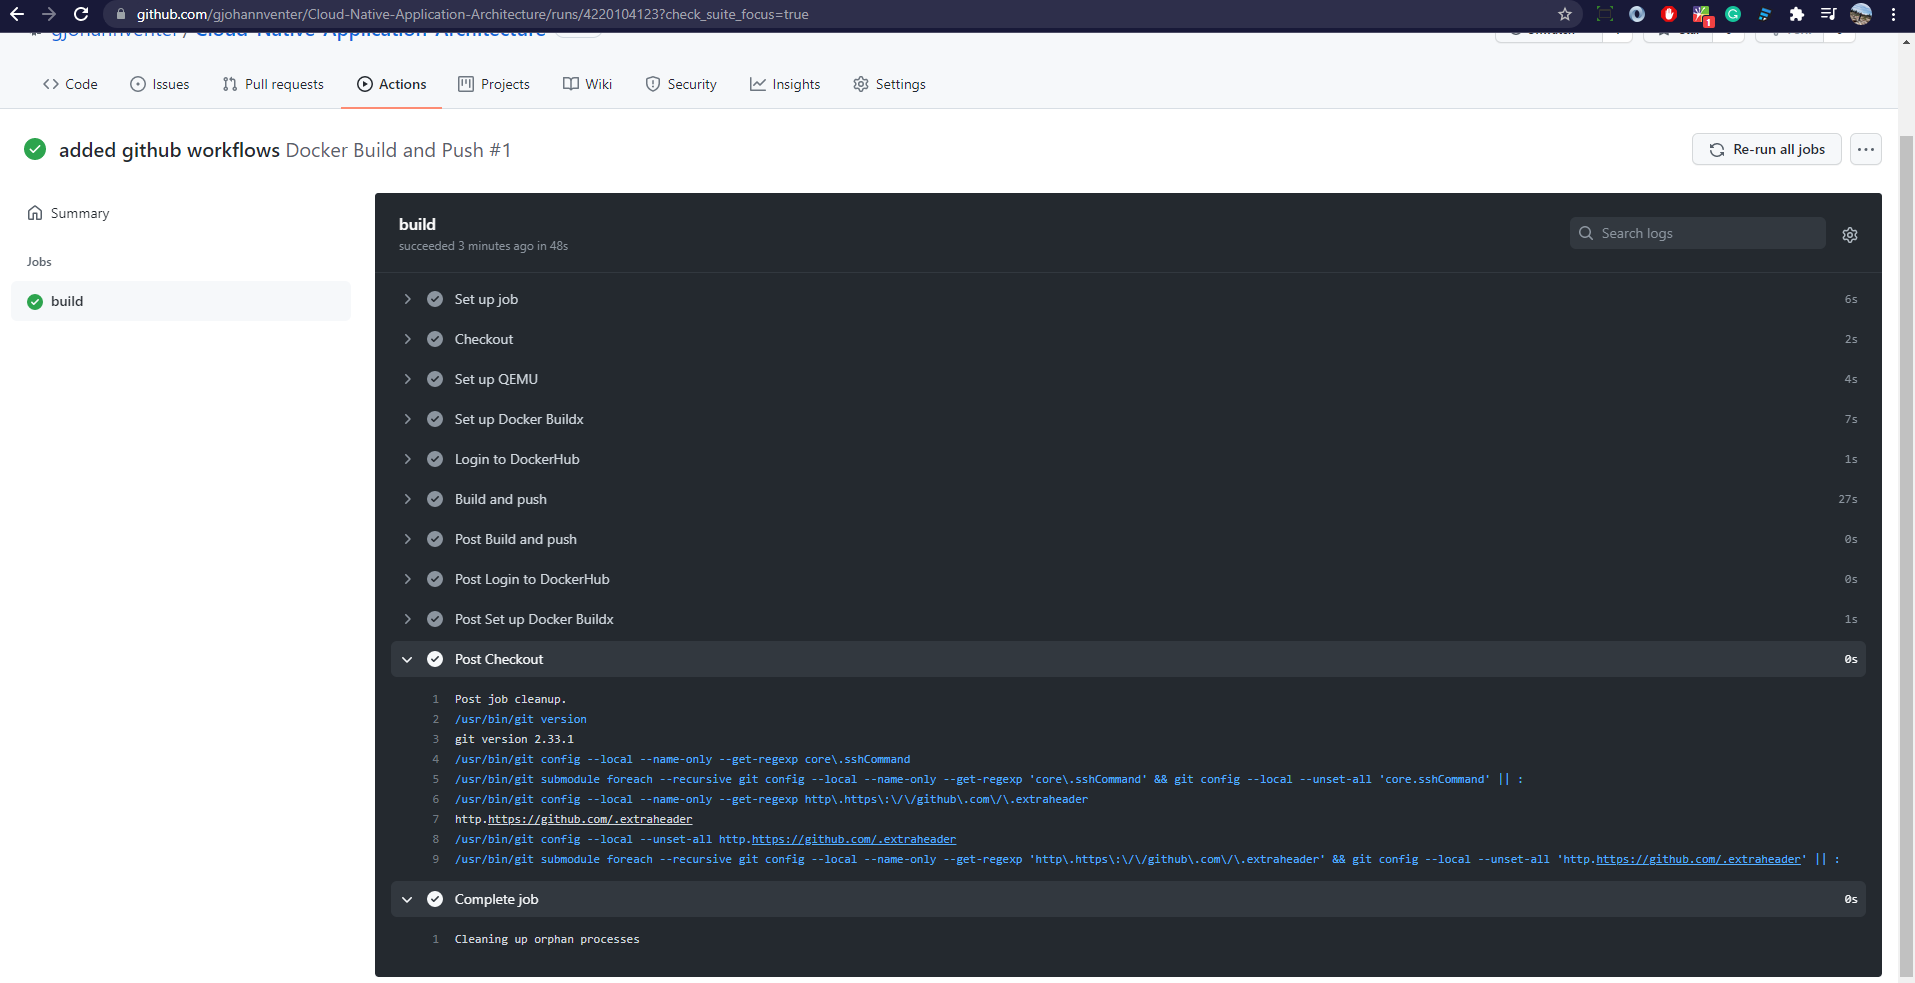 github.com/gjohannventer/Cloud-Native-Application-Architecture/runs/4220104123?check_suite_focus=true
1
gjohannventer/Cloud-Native-Application-Architecture
Code Issues Pull requests Actions Projects Wiki Security Insights Settings
added github workflows Docker Build and Push #1
Re-run all jobs
Summary
Jobs
build
build
succeeded 3 minutes ago in 48s
Search logs
Set up job 6s
Checkout 2s
Set up QEMU 4s
Set up Docker Buildx 7s
Login to DockerHub 1s
Build and push 27s
Post Build and push 0s
Post Login to DockerHub 0s
Post Set up Docker Buildx 1s
Post Checkout 0s
1 Post job cleanup.
2 /usr/bin/git version
3 git version 2.33.1
4 /usr/bin/git config --local --name-only --get-regexp core\.sshCommand
5 /usr/bin/git submodule foreach --recursive git config --local --name-only --get-regexp 'core\.sshCommand' && git config --local --unset-all 'core.sshCommand' || :
6 /usr/bin/git config --local --name-only --get-regexp http\.https\:\/\/github\.com\/\.extraheader
7 http.https://github.com/.extraheader
8 /usr/bin/git config --local --unset-all http.https://github.com/.extraheader
9 /usr/bin/git submodule foreach --recursive git config --local --name-only --get-regexp 'http\.https\:\/\/github\.com\/\.extraheader' && git config --local --unset-all 'http.https://github.com/.extraheader' || :
Complete job 0s
1 Cleaning up orphan processes